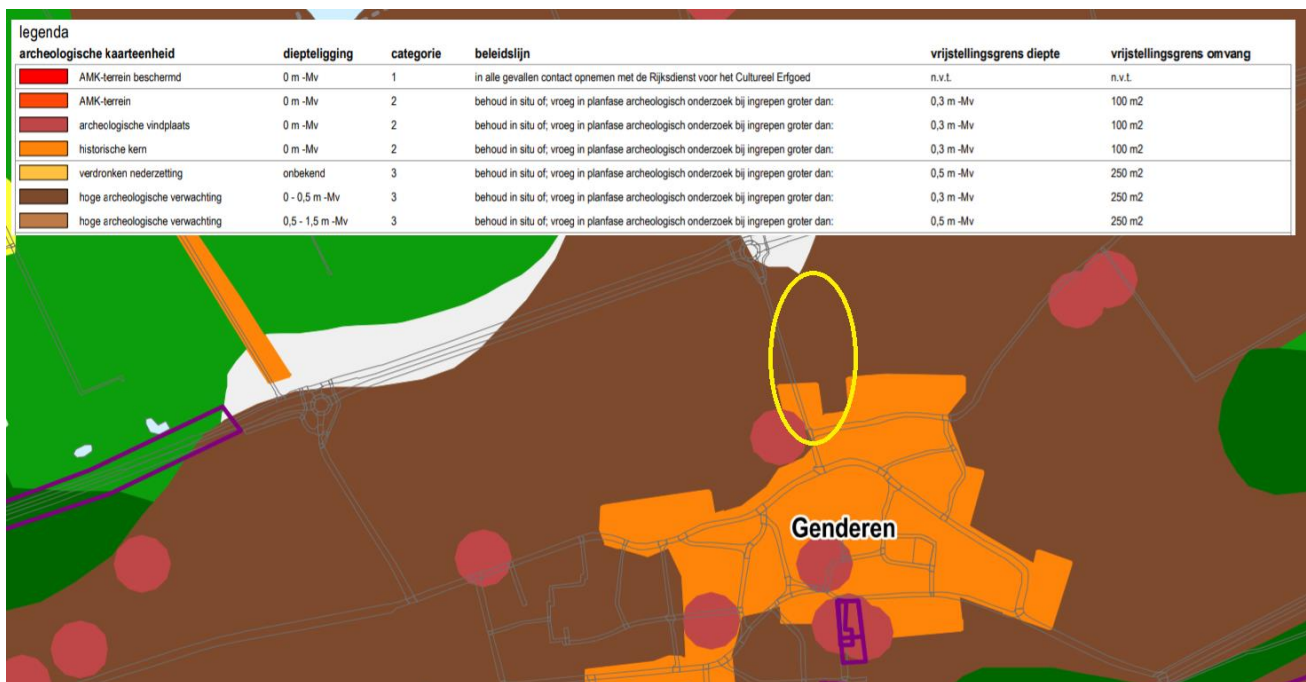 legenda
archeologische kaarteenheid diepteligging categorie beleidslijn vrijstellingsgrens diepte vrijstellingsgrens omvang
AMK-terrein beschermd 0 m -Mv 1 in alle gevallen contact opnemen met de Rijksdienst voor het Cultureel Erfgoed n.v.t. n.v.t.
AMK-terrein 0 m -Mv 2 behoud in situ of; vroeg in planfase archeologisch onderzoek bij ingrepen groter dan: 0,3 m -Mv 100 m2
archeologische vindplaats 0 m -Mv 2 behoud in situ of; vroeg in planfase archeologisch onderzoek bij ingrepen groter dan: 0,3 m -Mv 100 m2
historische kern 0 m -Mv 2 behoud in situ of; vroeg in planfase archeologisch onderzoek bij ingrepen groter dan: 0,3 m -Mv 100 m2
verdronken nederzetting onbekend 3 behoud in situ of; vroeg in planfase archeologisch onderzoek bij ingrepen groter dan: 0,5 m -Mv 250 m2
hoge archeologische verwachting 0 - 0,5 m -Mv 3 behoud in situ of; vroeg in planfase archeologisch onderzoek bij ingrepen groter dan: 0,3 m -Mv 250 m2
hoge archeologische verwachting 0,5 - 1,5 m -Mv 3 behoud in situ of; vroeg in planfase archeologisch onderzoek bij ingrepen groter dan: 0,5 m -Mv 250 m2
Genderen